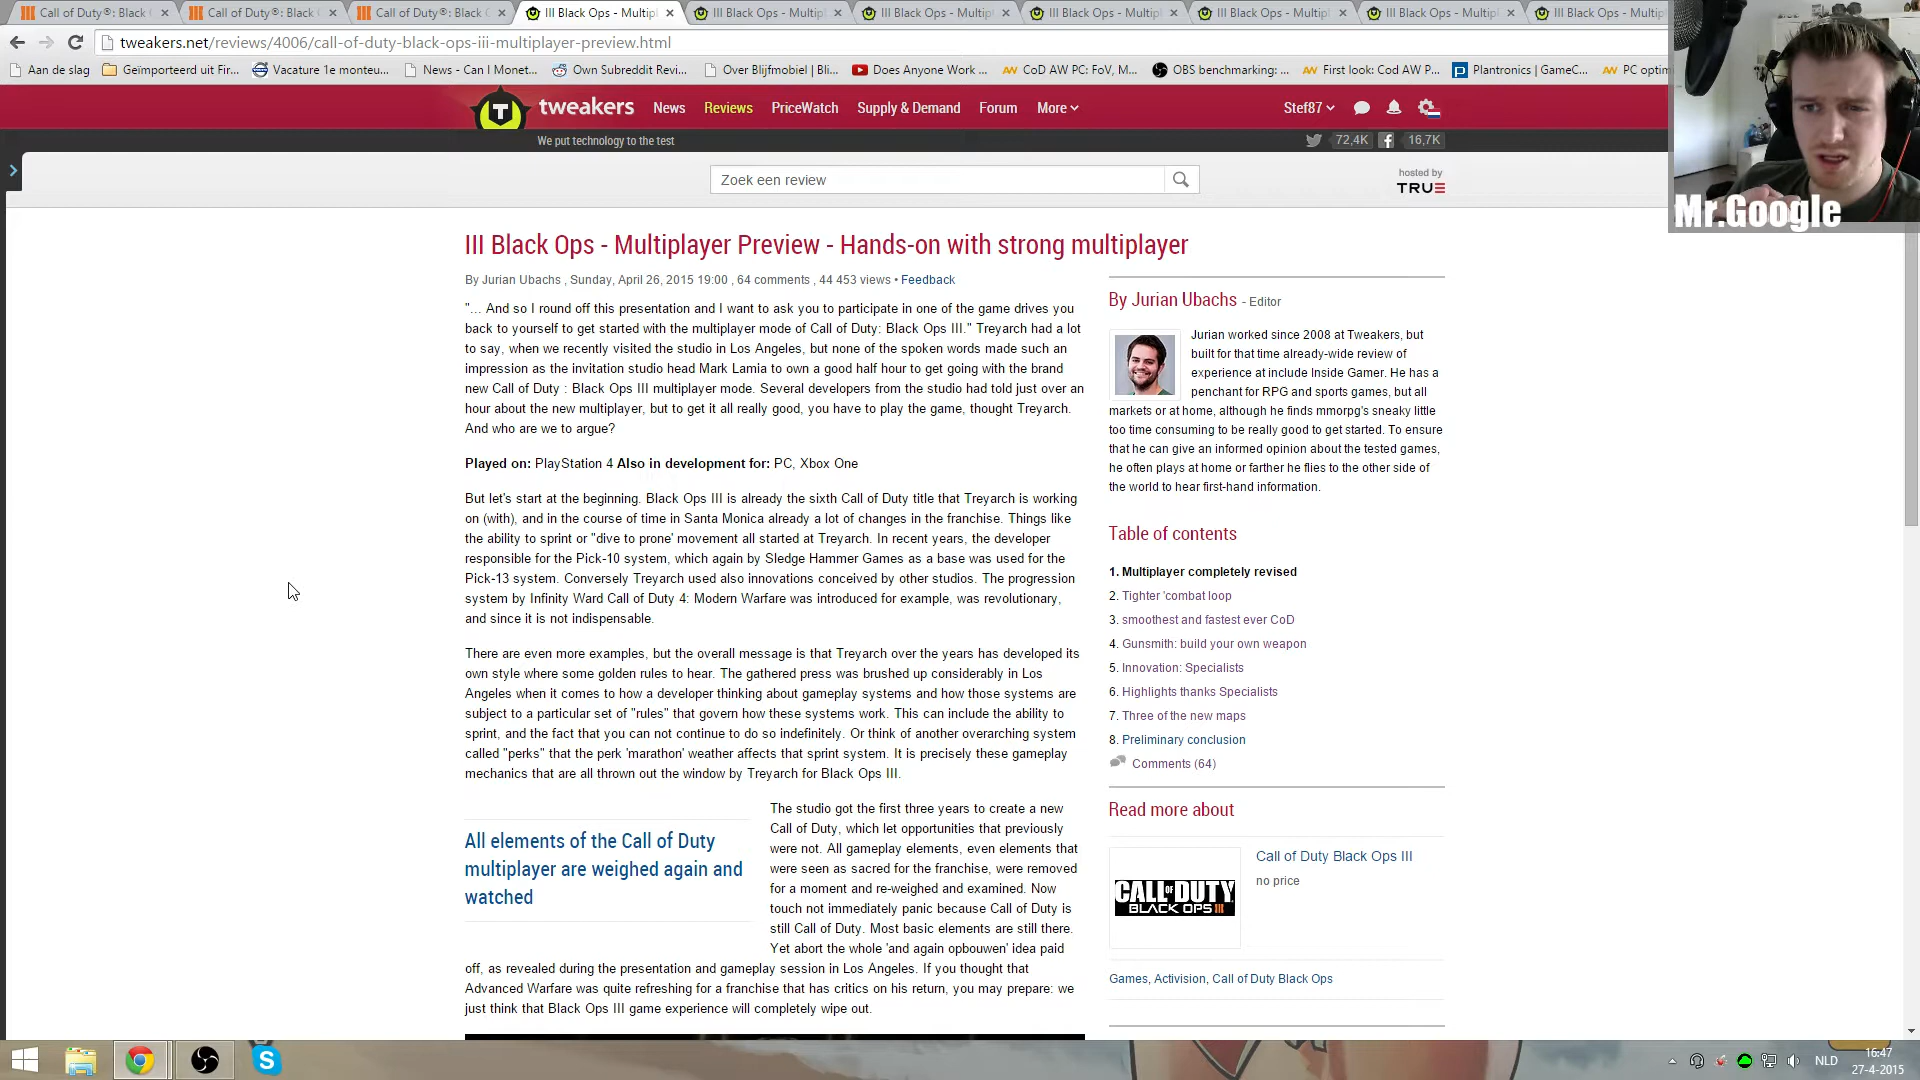 Call of Duty®: Black
Call of Duty®: Black
Call of Duty®: Black
III Black Ops - Multipl
III Black Ops - Multipl
III Black Ops - Multipl
III Black Ops - Multipl
III Black Ops - Multipl
III Black Ops - Multipl
III Black Ops - Multipl
tweakers.net/reviews/4006/call-of-duty-black-ops-iii-multiplayer-preview.html
Aan de slag
Geïmporteerd uit Fir...
Vacature 1e monteu...
News - Can I Monet...
Own Subreddit Revi...
Over Blijfmobiel | Bli...
Does Anyone Work ...
CoD AW PC: FoV, M...
OBS benchmarking: ...
First look: Cod AW P...
Plantronics | GameC...
PC optim
tweakers
News
Reviews
PriceWatch
Supply & Demand
Forum
More
Stef87
We put technology to the test
72,4K
16,7K
Zoek een review
hosted by
TRUE
Mr.Google
III Black Ops - Multiplayer Preview - Hands-on with strong multiplayer
By Jurian Ubachs , Sunday, April 26, 2015 19:00 , 64 comments , 44 453 views • Feedback
"... And so I round off this presentation and I want to ask you to participate in one of the game drives you
back to yourself to get started with the multiplayer mode of Call of Duty: Black Ops III." Treyarch had a lot
to say, when we recently visited the studio in Los Angeles, but none of the spoken words made such an
impression as the invitation studio head Mark Lamia to own a good half hour to get going with the brand
new Call of Duty : Black Ops III multiplayer mode. Several developers from the studio had told just over an
hour about the new multiplayer, but to get it all really good, you have to play the game, thought Treyarch.
And who are we to argue?
Played on: PlayStation 4 Also in development for: PC, Xbox One
But let's start at the beginning. Black Ops III is already the sixth Call of Duty title that Treyarch is working
on (with), and in the course of time in Santa Monica already a lot of changes in the franchise. Things like
the ability to sprint or "dive to prone' movement all started at Treyarch. In recent years, the developer
responsible for the Pick-10 system, which again by Sledge Hammer Games as a base was used for the
Pick-13 system. Conversely Treyarch used also innovations conceived by other studios. The progression
system by Infinity Ward Call of Duty 4: Modern Warfare was introduced for example, was revolutionary,
and since it is not indispensable.
There are even more examples, but the overall message is that Treyarch over the years has developed its
own style where some golden rules to hear. The gathered press was brushed up considerably in Los
Angeles when it comes to how a developer thinking about gameplay systems and how those systems are
subject to a particular set of "rules" that govern how these systems work. This can include the ability to
sprint, and the fact that you can not continue to do so indefinitely. Or think of another overarching system
called "perks" that the perk 'marathon' weather affects that sprint system. It is precisely these gameplay
mechanics that are all thrown out the window by Treyarch for Black Ops III.
All elements of the Call of Duty
multiplayer are weighed again and
watched
The studio got the first three years to create a new
Call of Duty, which let opportunities that previously
were not. All gameplay elements, even elements that
were seen as sacred for the franchise, were removed
for a moment and re-weighed and examined. Now
touch not immediately panic because Call of Duty is
still Call of Duty. Most basic elements are still there.
Yet abort the whole 'and again opbouwen' idea paid
off, as revealed during the presentation and gameplay session in Los Angeles. If you thought that
Advanced Warfare was quite refreshing for a franchise that has critics on his return, you may prepare: we
just think that Black Ops III game experience will completely wipe out.
By Jurian Ubachs - Editor
Jurian worked since 2008 at Tweakers, but
built for that time already-wide review of
experience at include Inside Gamer. He has a
penchant for RPG and sports games, but all
markets or at home, although he finds mmorpg's sneaky little
too time consuming to be really good to get started. To ensure
that he can give an informed opinion about the tested games,
he often plays at home or farther he flies to the other side of
the world to hear first-hand information.
Table of contents
1. Multiplayer completely revised
2. Tighter 'combat loop
3. smoothest and fastest ever CoD
4. Gunsmith: build your own weapon
5. Innovation: Specialists
6. Highlights thanks Specialists
7. Three of the new maps
8. Preliminary conclusion
Comments (64)
Read more about
CALL OF DUTY
BLACK OPS III
Call of Duty Black Ops III
no price
Games, Activision, Call of Duty Black Ops
NLD
16:47
27-4-2015